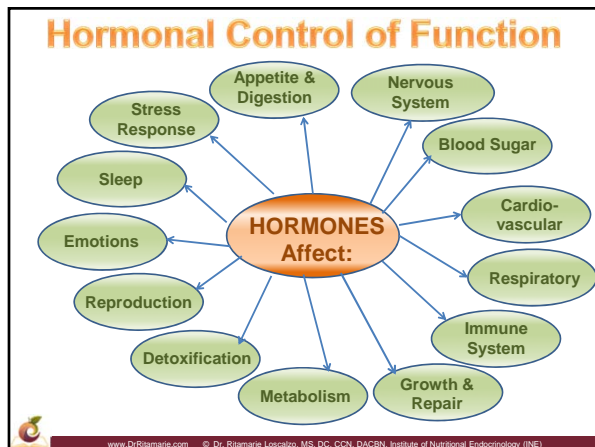 Hormonal Control of Function
Appetite &
Digestion
Nervous
System
Stress
Response
Blood Sugar
Sleep
Cardio-
vascular
HORMONES
Affect:
Emotions
Respiratory
Reproduction
Immune
System
Detoxification
Metabolism
Growth &
Repair
www.DrRitamarie.com © Dr. Ritamarie Loscalzo, MS, DC, CCN, DACBN, Institute of Nutritional Endocrinology (INE)